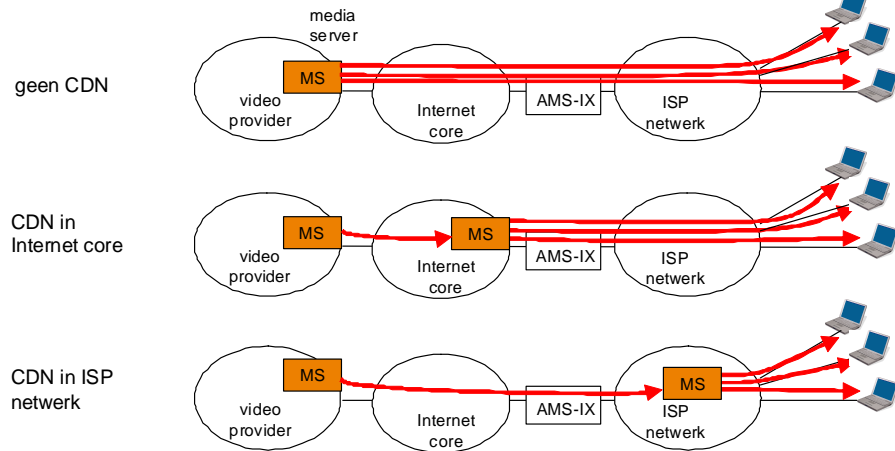 media
server
geen CDN
MS
video
provider
Internet
core
AMS-IX
ISP
netwerk
CDN in
Internet core
MS
video
provider
MS
Internet
core
AMS-IX
ISP
network
CDN in ISP
netwerk
MS
video
provider
Internet
core
AMS-IX
MS
ISP
network